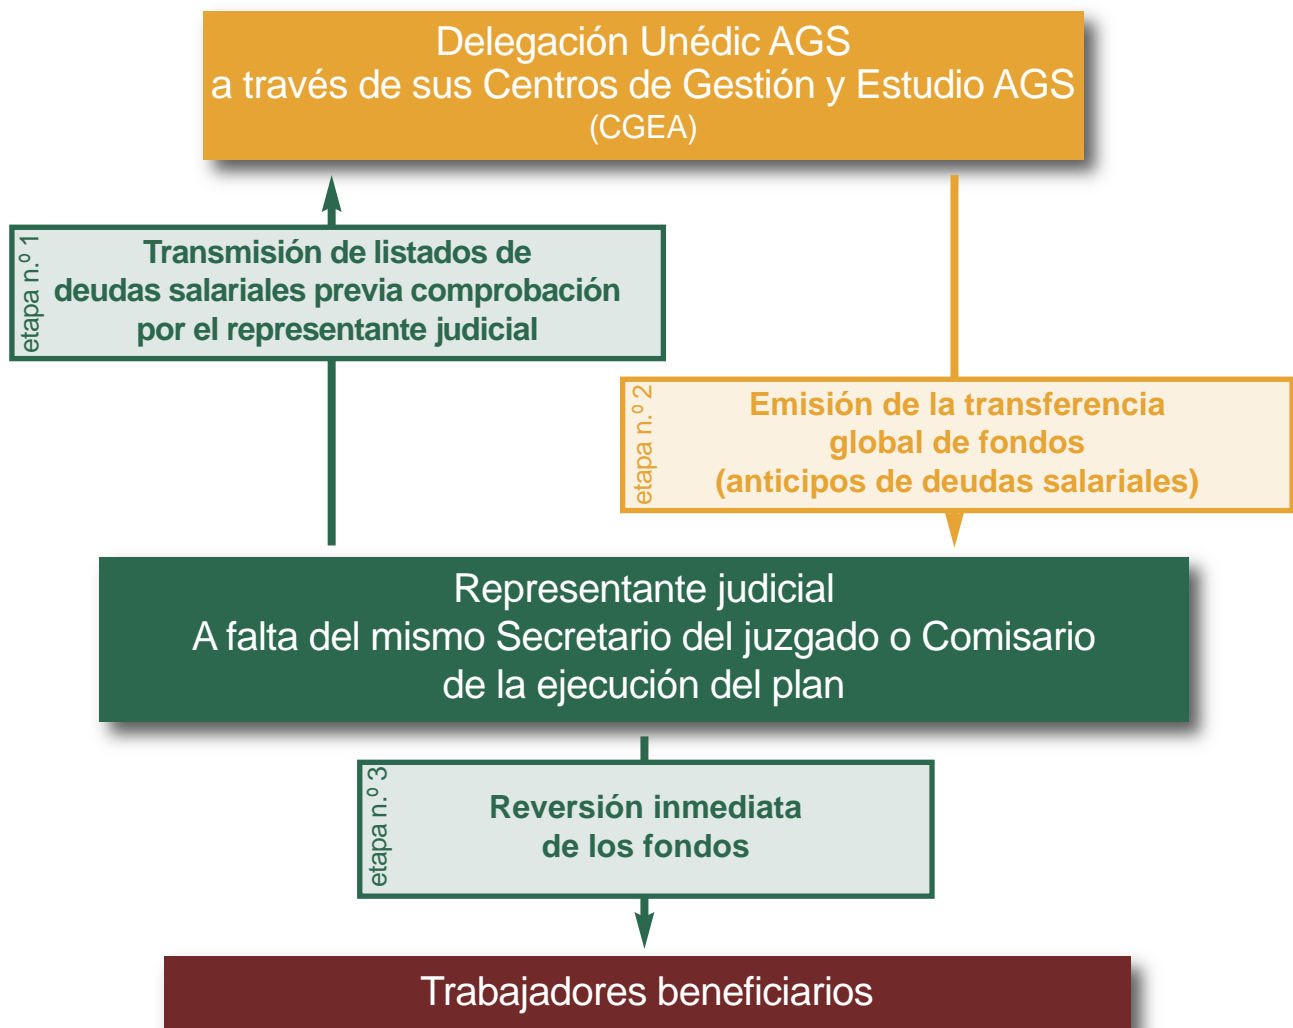 Delegación Unédic AGS
a través de sus Centros de Gestión y Estudio AGS
(CGEA)
etapa n.º 1
Transmisión de listados de
deudas salariales previa comprobación
por el representante judicial
etapa n.º 2
Emisión de la transferencia
global de fondos
(anticipos de deudas salariales)
Representante judicial
A falta del mismo Secretario del juzgado o Comisario
de la ejecución del plan
etapa n.º 3
Reversión inmediata
de los fondos
Trabajadores beneficiarios